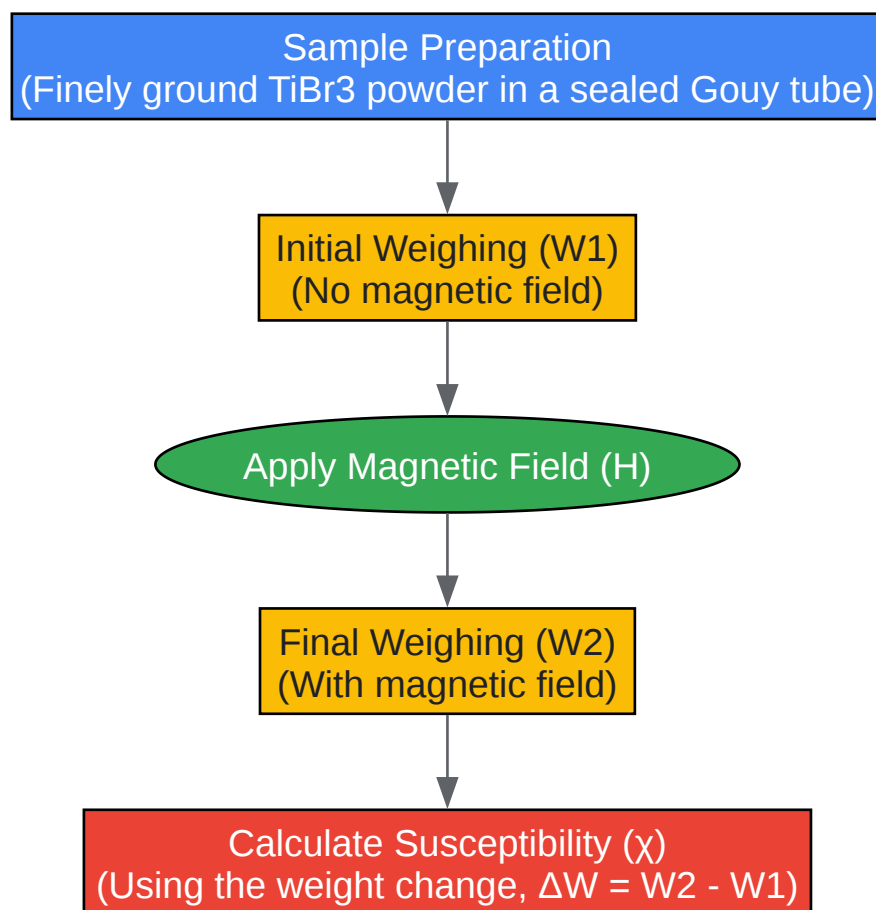 Sample Preparation
(Finely ground TiBr3 powder in a sealed Gouy tube)
Initial Weighing (W1)
(No magnetic field)
Apply Magnetic Field (H)
Final Weighing (W2)
(With magnetic field)
Calculate Susceptibility (χ)
(Using the weight change, ΔW = W2 - W1)